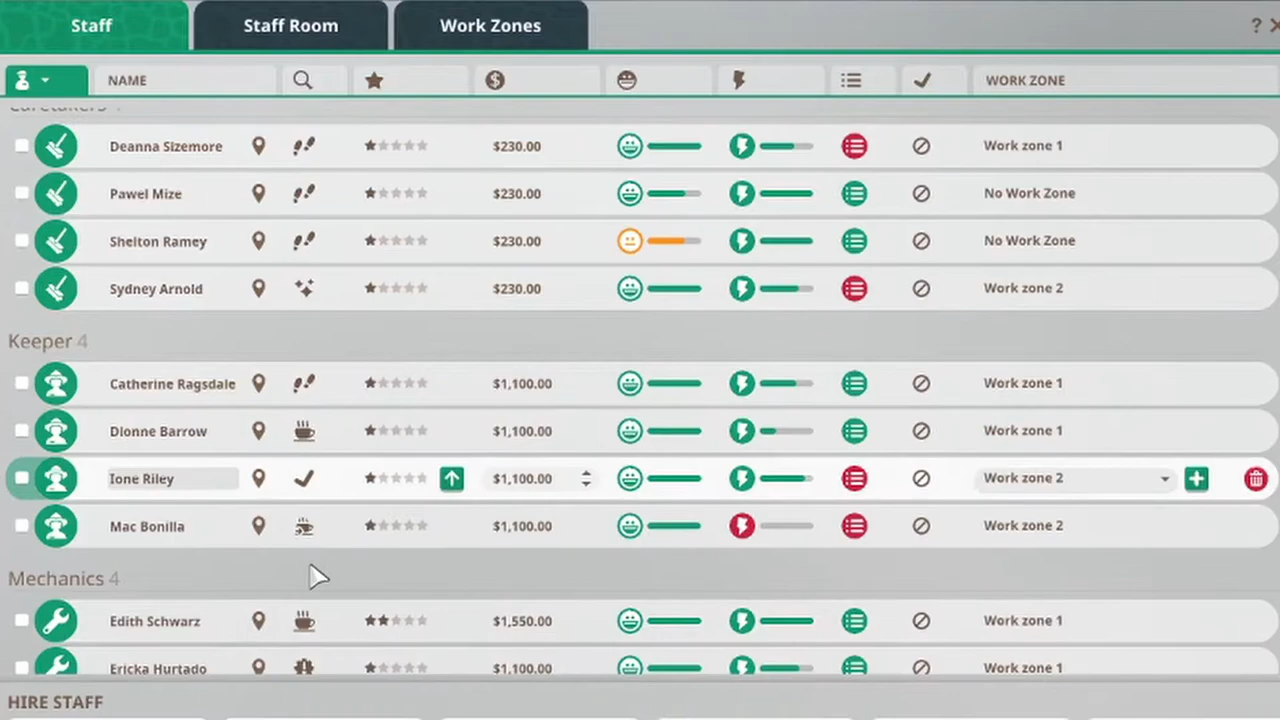 Staff Staff Room Work Zones ?
NAME WORK ZONE
Caretakers 4
Deanna Sizemore $230.00 Work zone 1
Pawel Mize $230.00 No Work Zone
Shelton Ramey $230.00 No Work Zone
Sydney Arnold $230.00 Work zone 2
Keeper 4
Catherine Ragsdale $1,100.00 Work zone 1
Dionne Barrow $1,100.00 Work zone 1
Ione Riley $1,100.00 Work zone 2
Mac Bonilla $1,100.00 Work zone 2
Mechanics 4
Edith Schwarz $1,550.00 Work zone 1
Ericka Hurtado $1,100.00 Work zone 1
HIRE STAFF